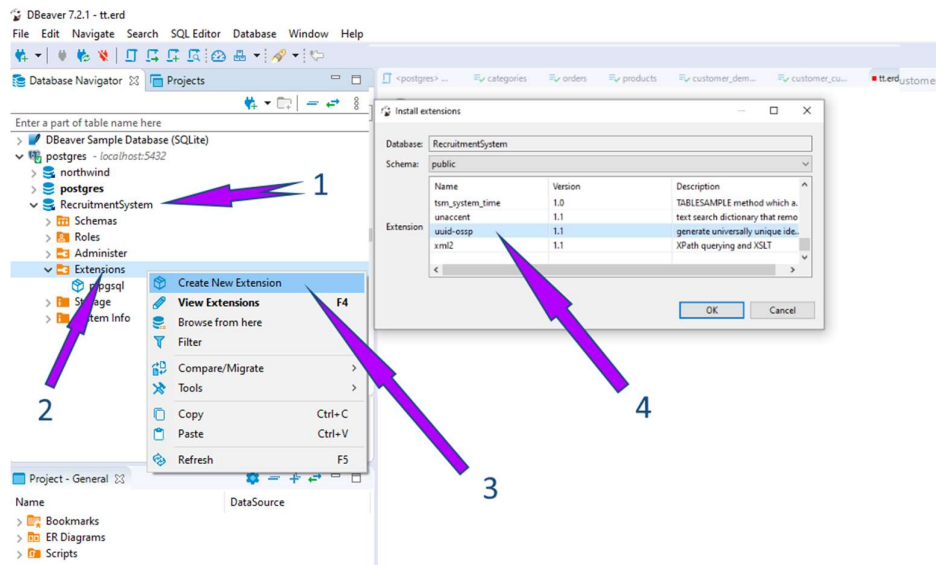 DBeaver 7.2.1 - tt.erd
File Edit Navigate Search SQL Editor Database Window Help
Database Navigator Projects
<postgres> ... categories orders products customer_dem... customer_cu... tt.erd ustome
Enter a part of table name here
DBeaver Sample Database (SQLite)
postgres - localhost:5432
northwind
postgres
RecruitmentSystem
Schemas
Roles
Administer
Extensions
System Info
1
2
Create New Extension
View Extensions F4
Browse from here
Filter
Compare/Migrate
Tools
Copy Ctrl+C
Paste Ctrl+V
Refresh F5
3
Install extensions
Database: RecruitmentSystem
Schema: public
Extension
Name Version Description
tsm_system_time 1.0 TABLESAMPLE method which a.
unaccent 1.1 text search dictionary that remo
uuid-ossp 1.1 generate universally unique ide..
xml2 1.1 XPath querying and XSLT
OK Cancel
4
Project - General
Name DataSource
Bookmarks
ER Diagrams
Scripts